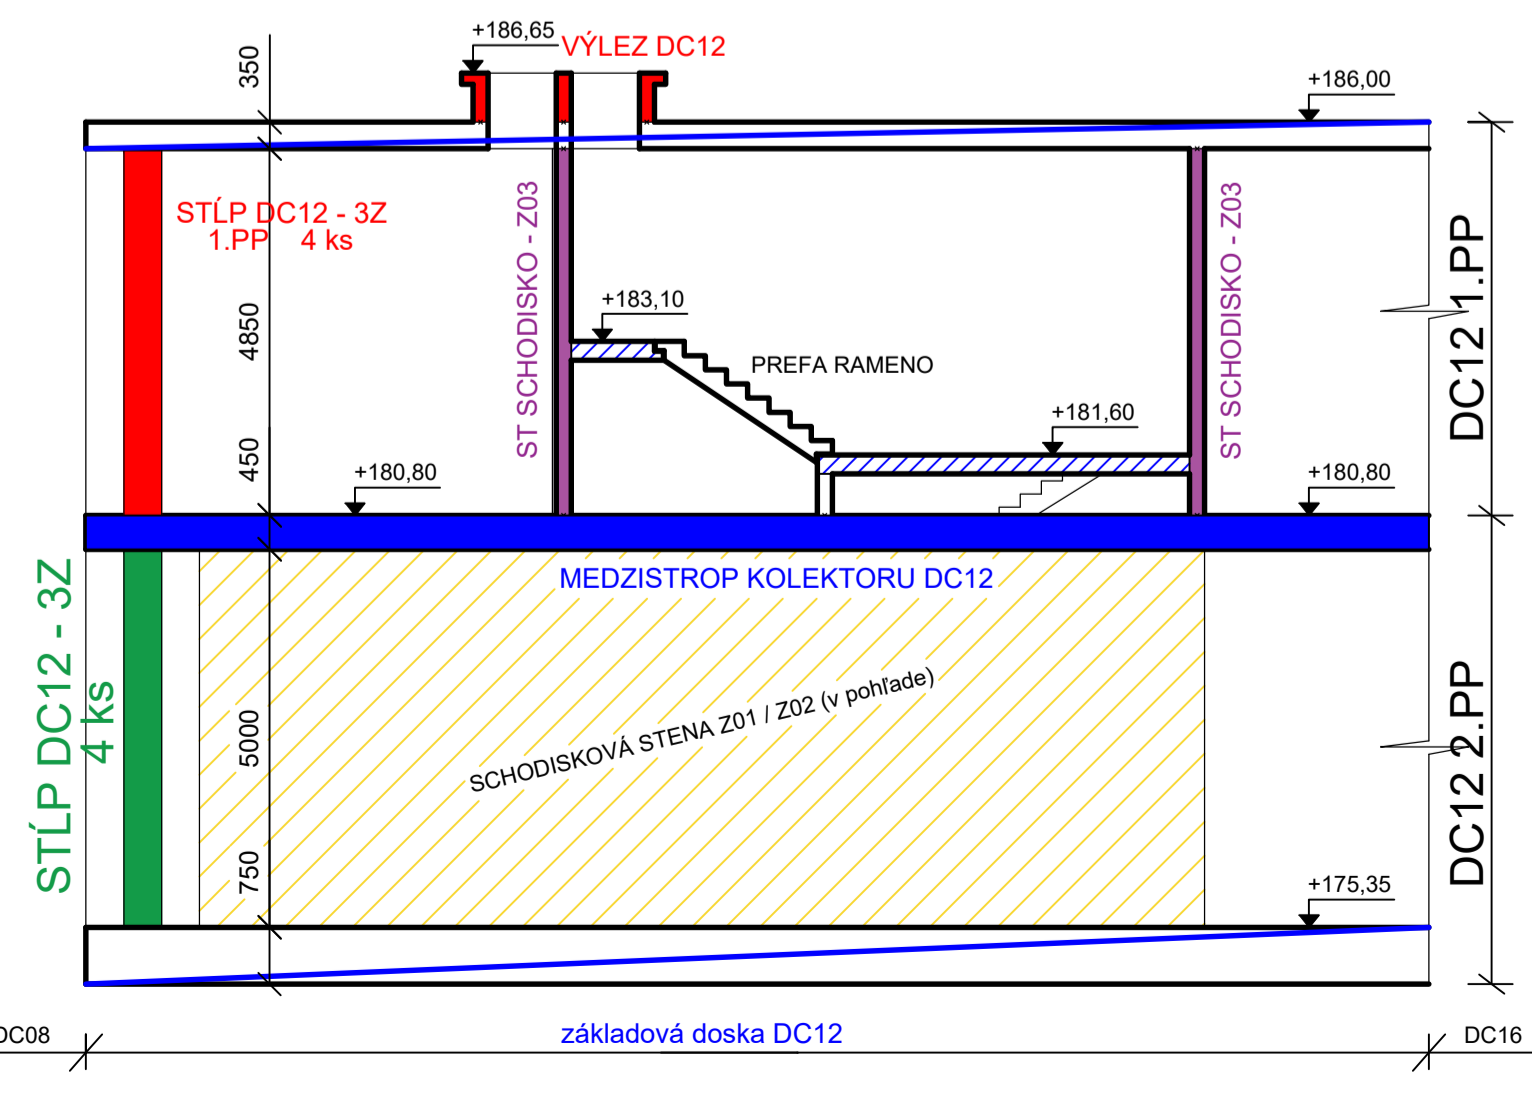 +186,65
VÝLEZ DC12
350
+186,00
STĹP DC12 - 3Z
1.PP 4 ks
ST SCHODISKO - Z03
ST SCHODISKO - Z03
DC12 1.PP
+183,10
4850
PREFA RAMENO
+181,60
450
+180,80
+180,80
MEDZISTROP KOLEKTORU DC12
STĹP DC12 - 3Z
4 ks
SCHODISKOVÁ STENA Z01 / Z02 (v pohľade)
5000
DC12 2.PP
750
+175,35
základová doska DC12
DC08
DC16